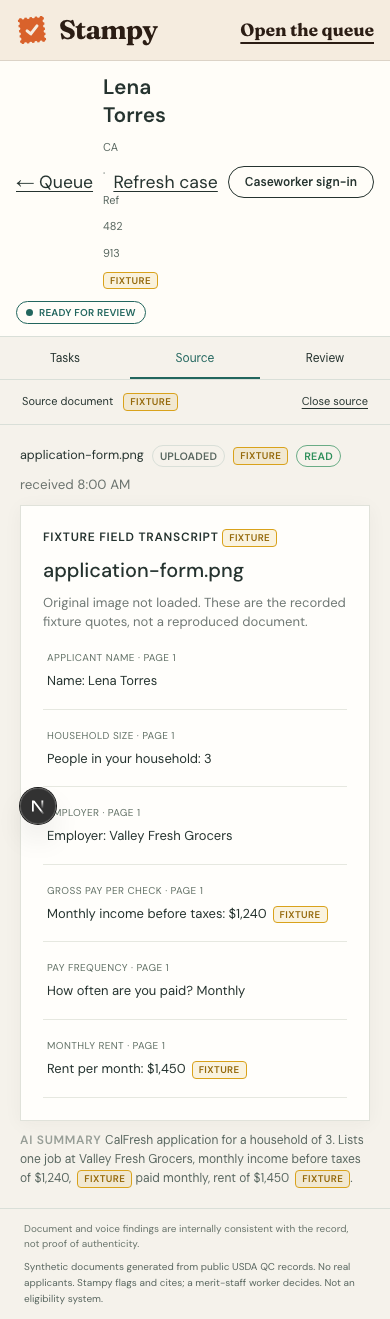 Stampy
Open the queue
← Queue
Lena
Torres
CA
·
Ref
482
913
FIXTURE
Refresh case
Caseworker sign-in
READY FOR REVIEW
Tasks
Source
Review
Source document FIXTURE
Close source
application-form.png UPLOADED FIXTURE READ
received 8:00 AM
FIXTURE FIELD TRANSCRIPT FIXTURE
application-form.png
Original image not loaded. These are the recorded
fixture quotes, not a reproduced document.
APPLICANT NAME · PAGE 1
Name: Lena Torres
HOUSEHOLD SIZE · PAGE 1
People in your household: 3
N
MPLOYER · PAGE 1
Employer: Valley Fresh Grocers
GROSS PAY PER CHECK · PAGE 1
Monthly income before taxes: $1,240 FIXTURE
PAY FREQUENCY · PAGE 1
How often are you paid? Monthly
MONTHLY RENT · PAGE 1
Rent per month: $1,450 FIXTURE
AI SUMMARY CalFresh application for a household of 3. Lists
one job at Valley Fresh Grocers, monthly income before taxes
of $1,240, FIXTURE paid monthly, rent of $1,450 FIXTURE.
Document and voice findings are internally consistent with the record,
not proof of authenticity.
Synthetic documents generated from public USDA QC records. No real
applicants. Stampy flags and cites; a merit-staff worker decides. Not an
eligibility system.